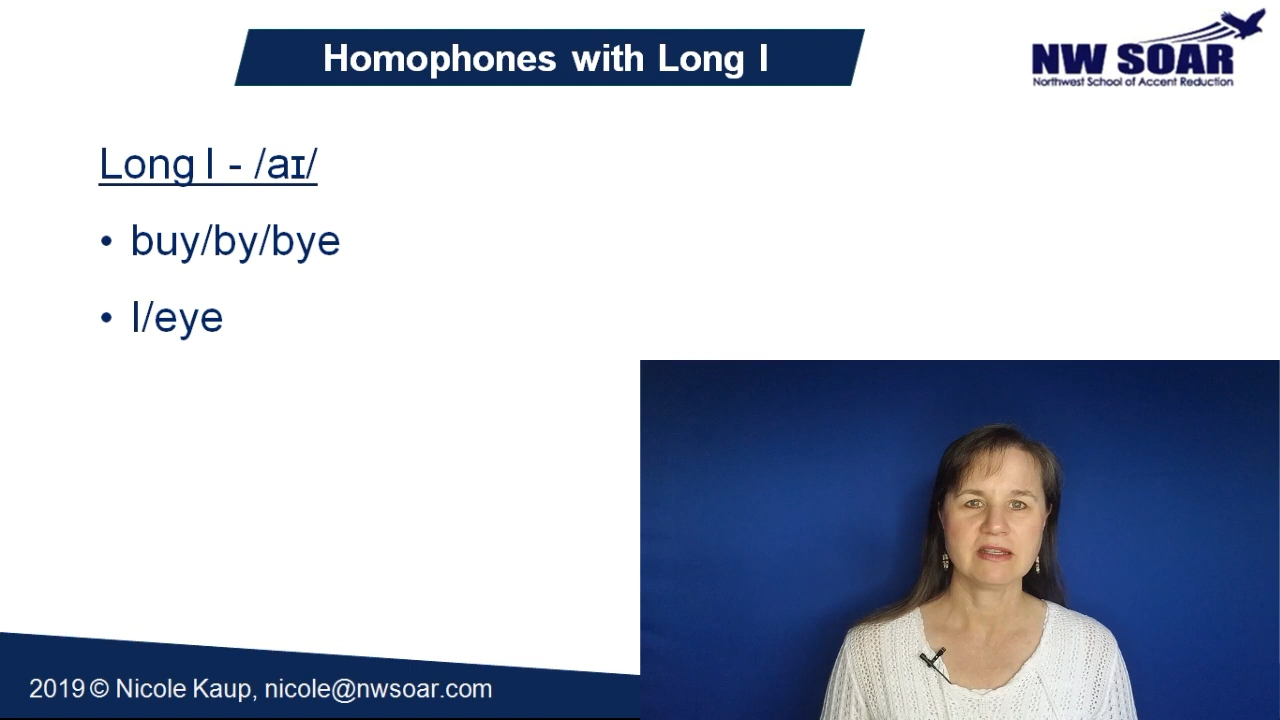 Homophones with Long I
NW SOAR
Northwest School of Accent Reduction
Long I - /aɪ/
• buy/by/bye
• I/eye
2019 © Nicole Kaup, nicole@nwsoar.com